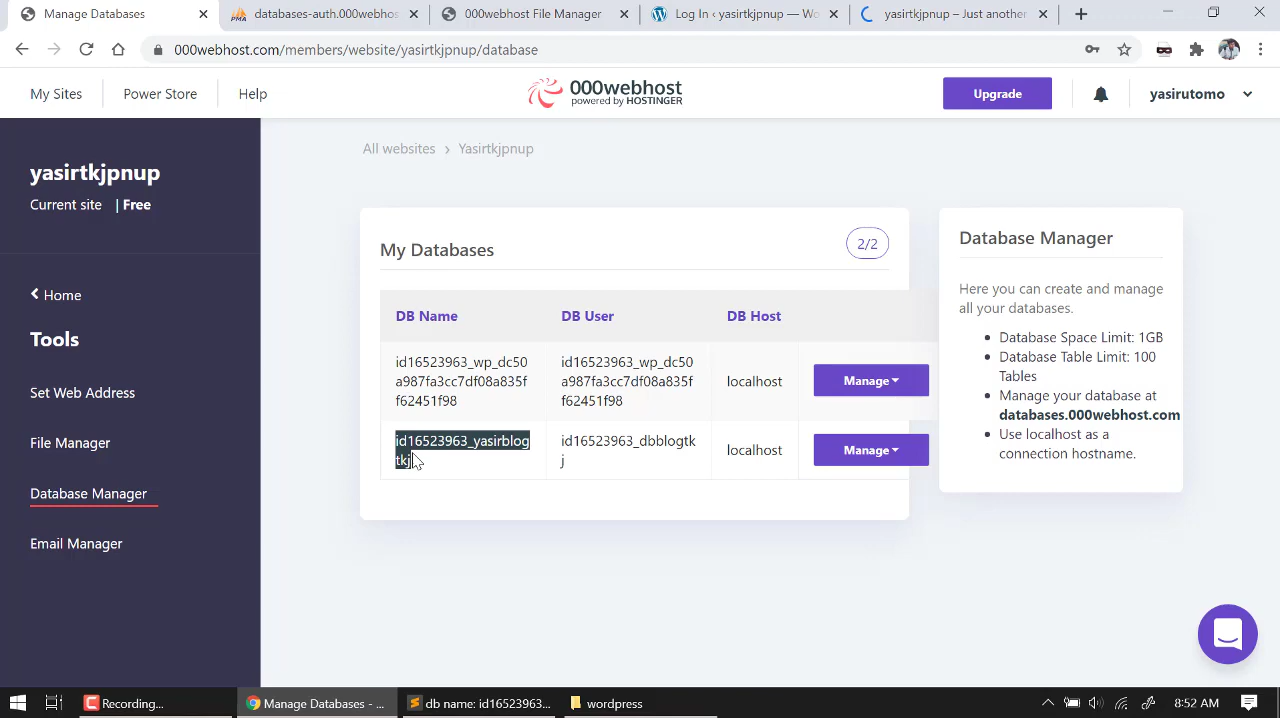 Manage Databases
databases-auth.000webhos
000webhost File Manager
Log In ‹ yasirtkjpnup — Wo
yasirtkjpnup – Just another
000webhost.com/members/website/yasirtkjpnup/database
My Sites
Power Store
Help
000webhost
powered by HOSTINGER
Upgrade
yasirutomo
yasirtkjpnup
Current site | Free
Home
Tools
Set Web Address
File Manager
Database Manager
Email Manager
All websites › Yasirtkjpnup
My Databases
2/2
DB Name DB User DB Host
id16523963_wp_dc50
a987fa3cc7df08a835f
f62451f98
id16523963_wp_dc50
a987fa3cc7df08a835f
f62451f98
localhost
Manage
id16523963_yasirblog
tkj
id16523963_dbblogtk
j
localhost
Manage
Database Manager
Here you can create and manage
all your databases.
Database Space Limit: 1GB
Database Table Limit: 100
Tables
Manage your database at
databases.000webhost.com
Use localhost as a
connection hostname.
Recording...
Manage Databases - ...
db name: id16523963...
wordpress
8:52 AM